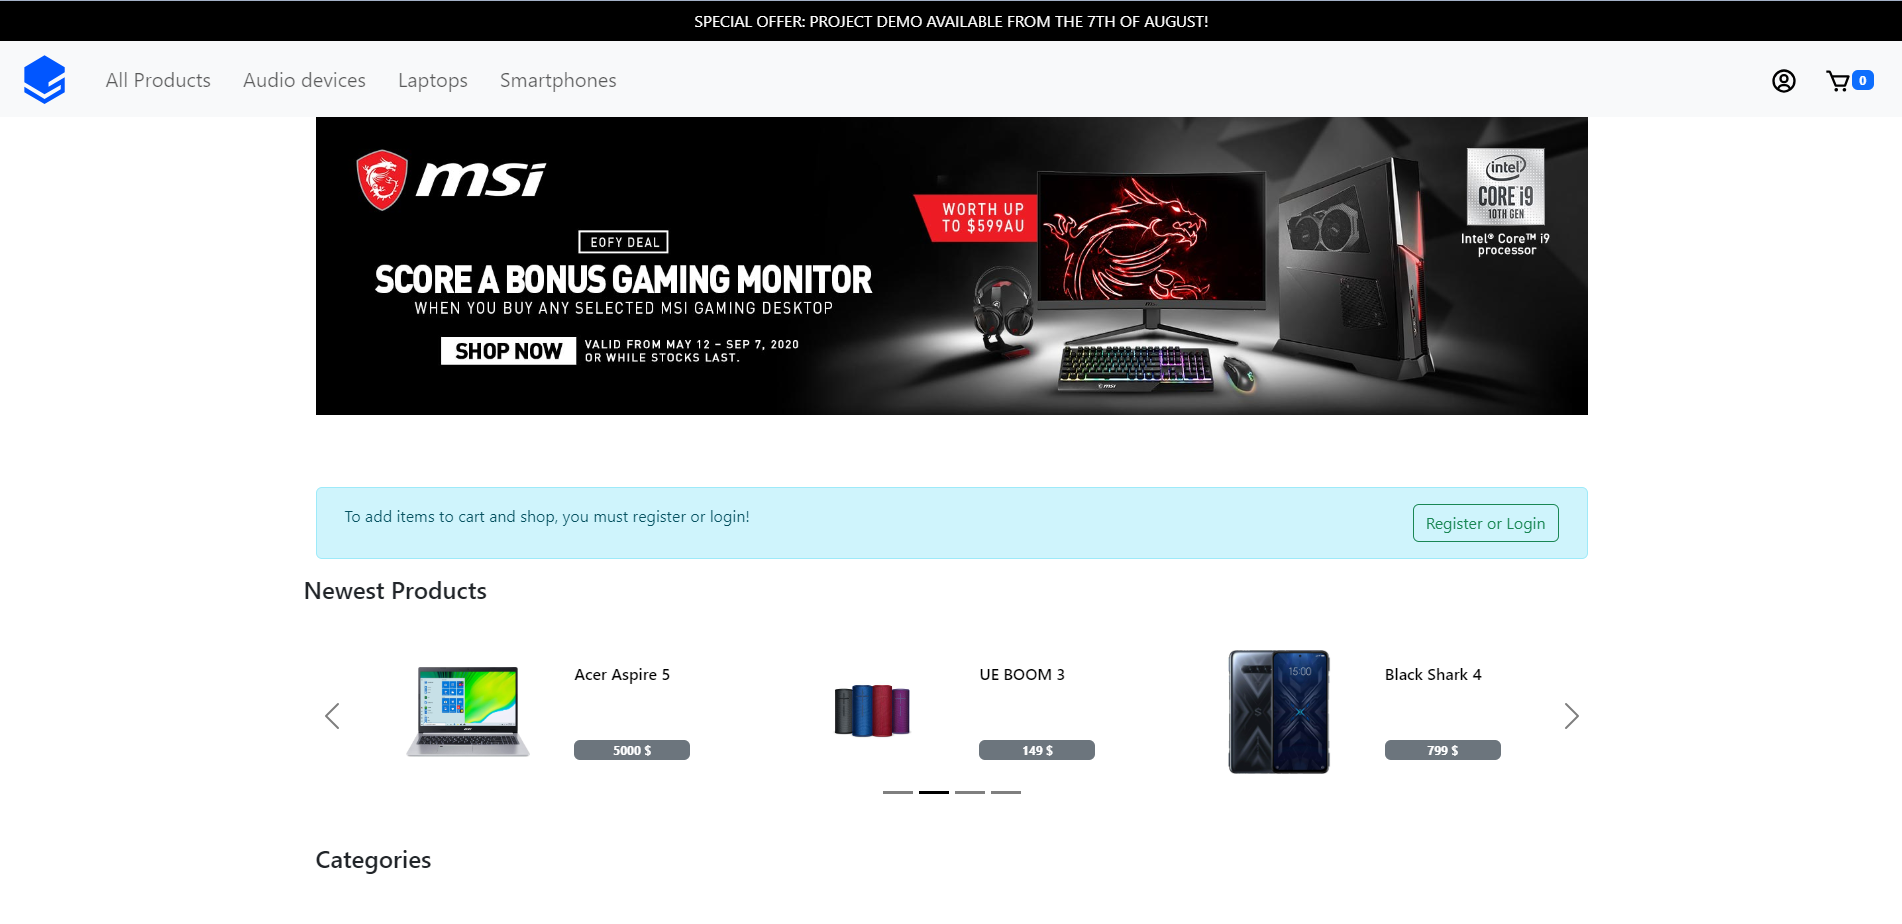 SPECIAL OFFER: PROJECT DEMO AVAILABLE FROM THE 7TH OF AUGUST!
All Products Audio devices Laptops Smartphones 0
msi
EOFY DEAL
SCORE A BONUS GAMING MONITOR
WHEN YOU BUY ANY SELECTED MSI GAMING DESKTOP
SHOP NOW
VALID FROM MAY 12 – SEP 7, 2020
OR WHILE STOCKS LAST.
WORTH UP
TO $599AU
msi
intel
CORE i9
10TH GEN
Intel® Core™ i9
processor
To add items to cart and shop, you must register or login!
Register or Login
Newest Products
Acer Aspire 5
5000 $
UE BOOM 3
149 $
15:00
Black Shark 4
799 $
Categories